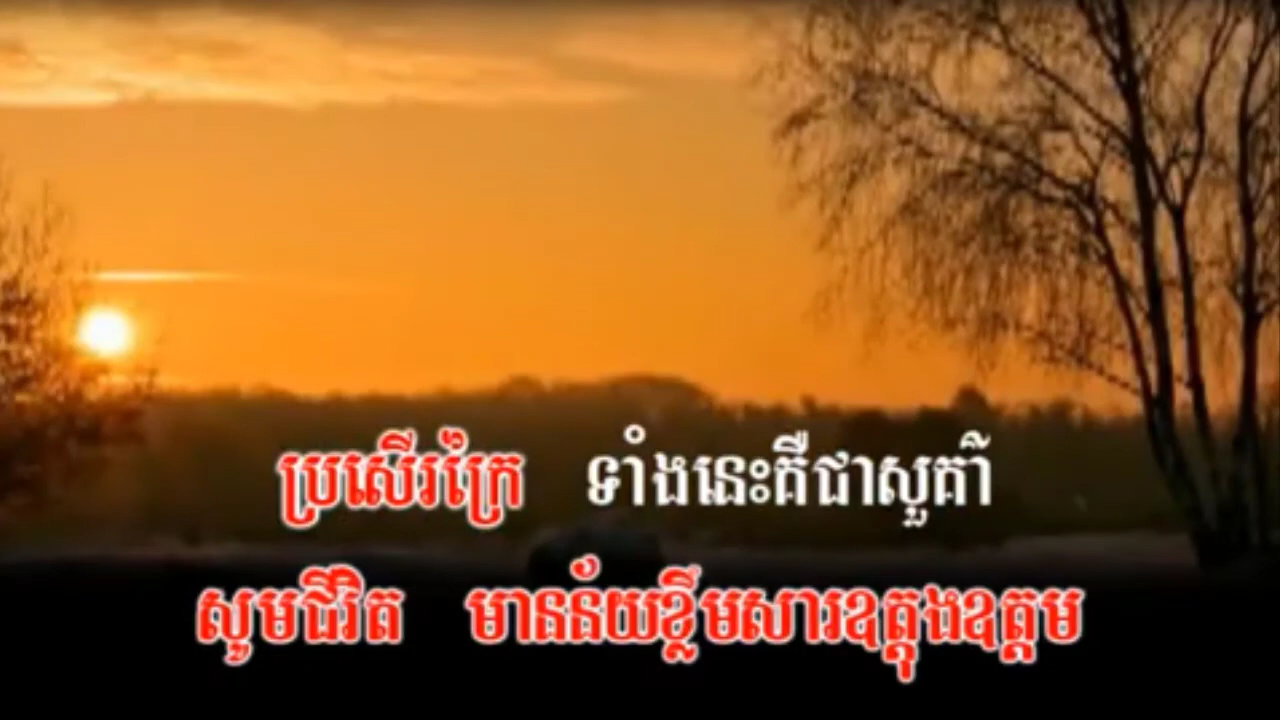 ប្រសើរក្រៃ ទាំងនេះគឺជាសួគ៌ា
សូមជីវិត មានន័យខ្លឹមសារឧត្តុងឧត្តម